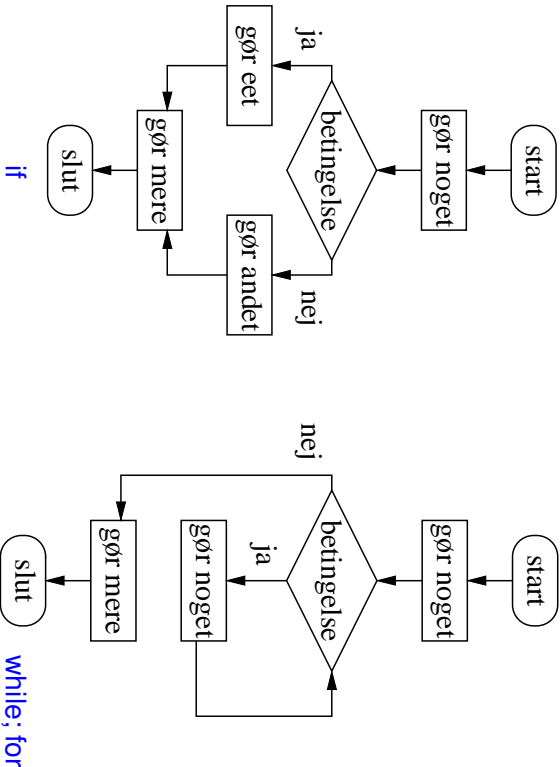 start
gør noget
betingelse
ja
nej
gør eet
gør andet
gør mere
slut
if
start
gør noget
betingelse
nej
ja
gør noget
gør mere
slut
while; for